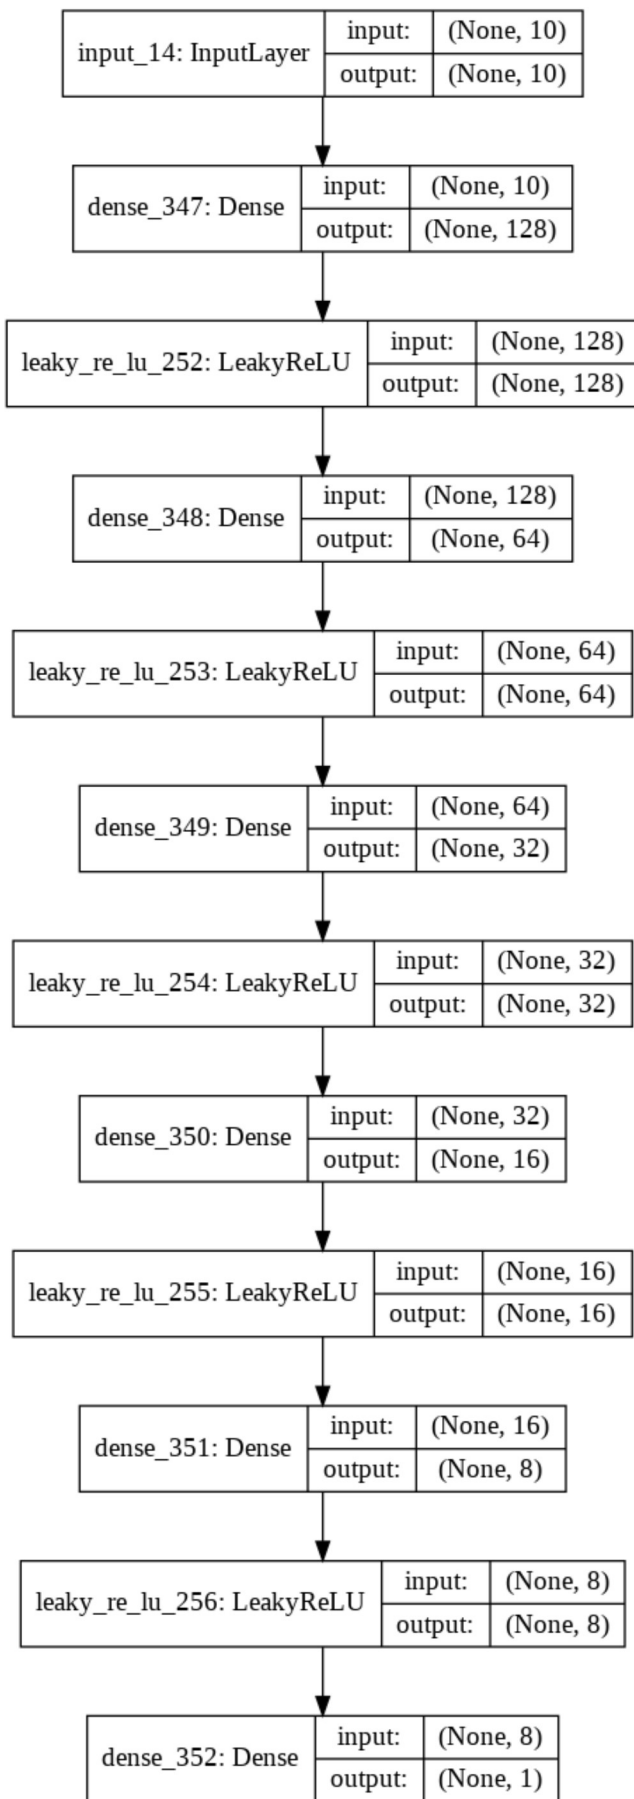 input_14: InputLayer
input: (None, 10)
output: (None, 10)
dense_347: Dense
input: (None, 10)
output: (None, 128)
leaky_re_lu_252: LeakyReLU
input: (None, 128)
output: (None, 128)
dense_348: Dense
input: (None, 128)
output: (None, 64)
leaky_re_lu_253: LeakyReLU
input: (None, 64)
output: (None, 64)
dense_349: Dense
input: (None, 64)
output: (None, 32)
leaky_re_lu_254: LeakyReLU
input: (None, 32)
output: (None, 32)
dense_350: Dense
input: (None, 32)
output: (None, 16)
leaky_re_lu_255: LeakyReLU
input: (None, 16)
output: (None, 16)
dense_351: Dense
input: (None, 16)
output: (None, 8)
leaky_re_lu_256: LeakyReLU
input: (None, 8)
output: (None, 8)
dense_352: Dense
input: (None, 8)
output: (None, 1)